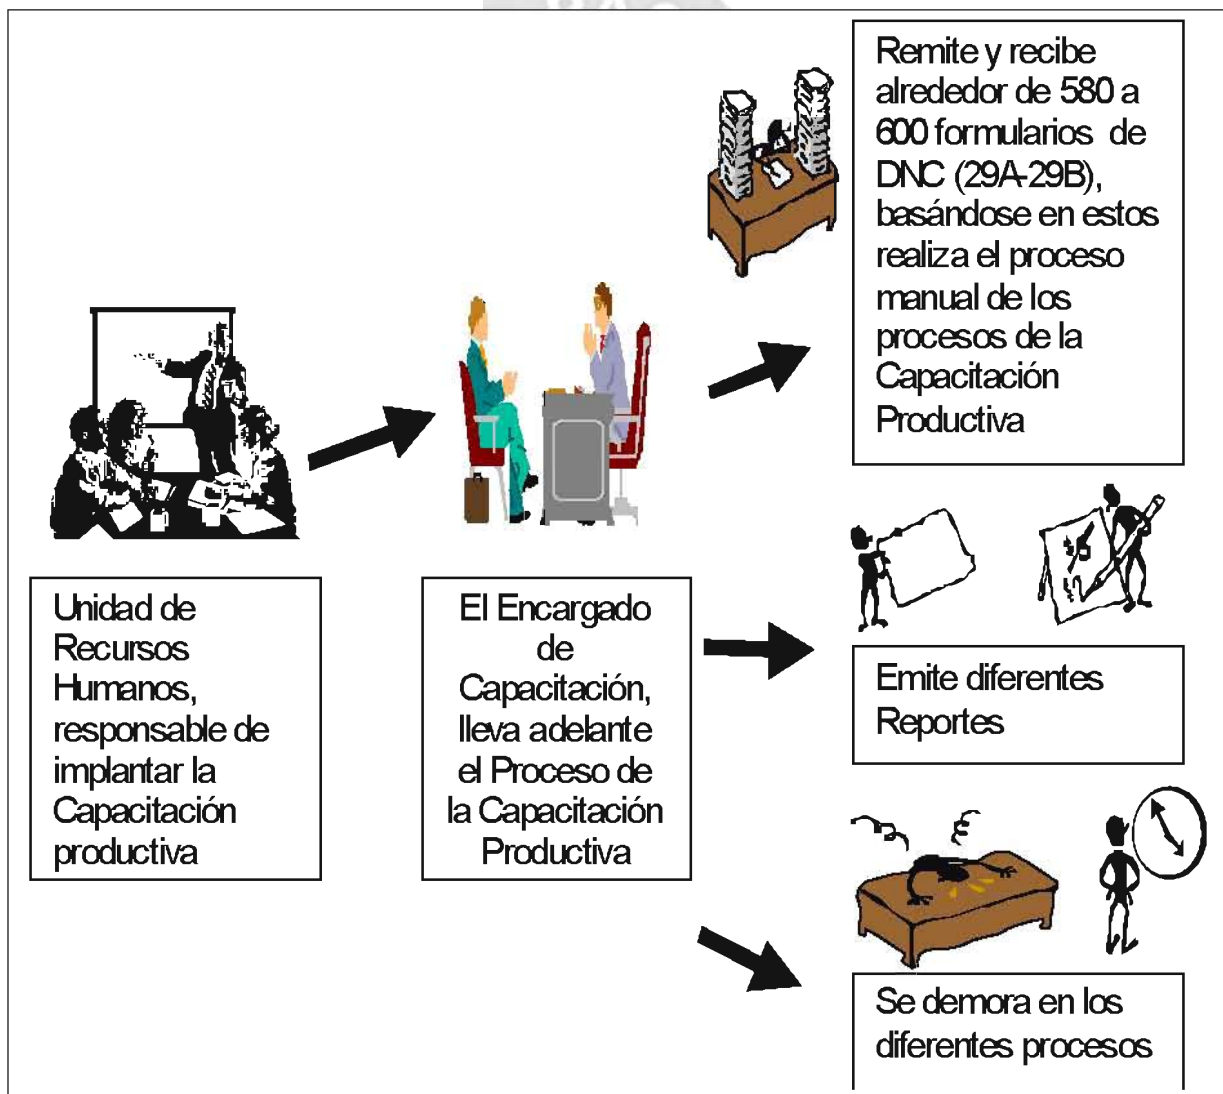 Remite y recibe
alrededor de 580 a
600 formularios de
DNC (29A-29B),
basándose en estos
realiza el proceso
manual de los
procesos de la
Capacitación
Productiva
Unidad de
Recursos
Humanos,
responsable de
implantar la
Capacitación
productiva
El Encargado
de
Capacitación,
lleva adelante
el Proceso de
la Capacitación
Productiva
Emite diferentes
Reportes
Se demora en los
diferentes procesos